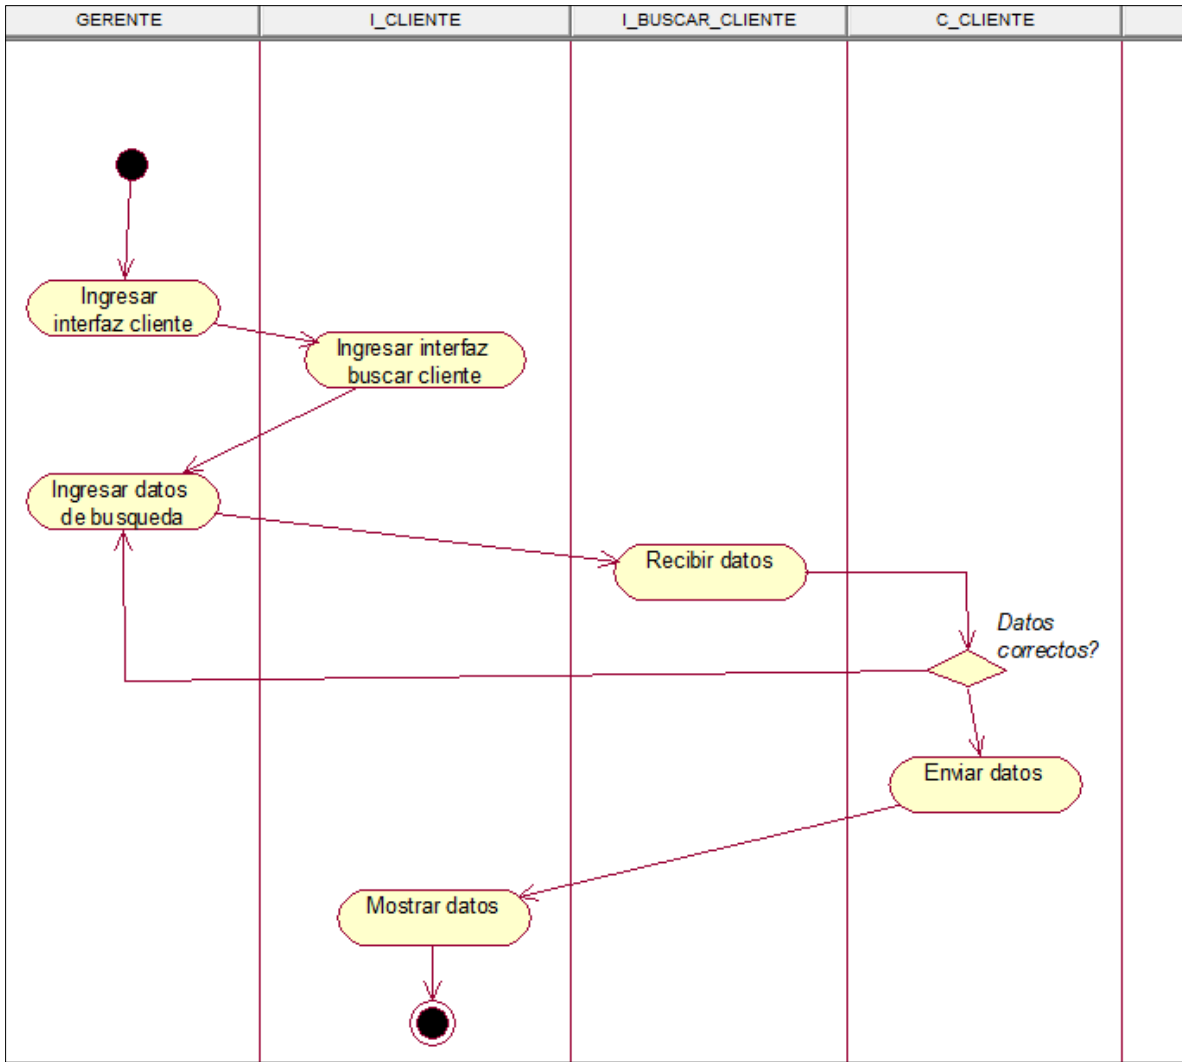 GERENTE
I_CLIENTE
I_BUSCAR_CLIENTE
C_CLIENTE
Ingresar
interfaz cliente
Ingresar interfaz
buscar cliente
Ingresar datos
de busqueda
Recibir datos
Datos
correctos?
Enviar datos
Mostrar datos